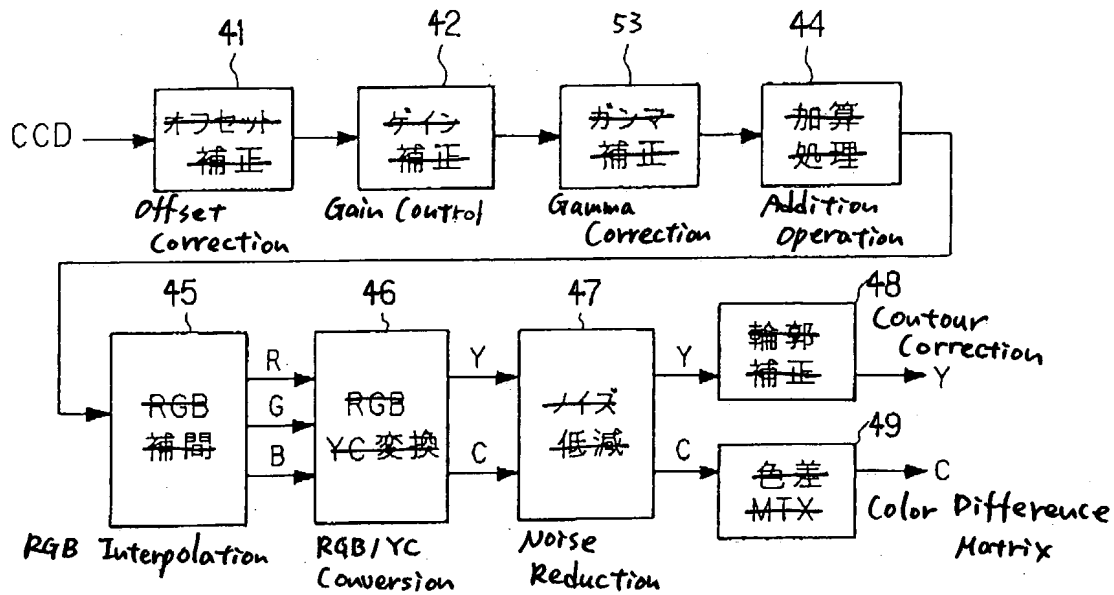 41
42
53
44
CCD
オフセット
補正
ゲイン
補正
ガンマ
補正
加算
処理
Offset
Correction
Gain Control
Gamma
Correction
Addition
Operation
45
46
47
48
RGB
補間
R
G
B
RGB
YC変換
Y
C
ノイズ
低減
Y
C
輪郭
補正
Contour
Correction
Y
49
色差
MTX
C
Color Difference
Matrix
RGB Interpolation
RGB/YC
Conversion
Noise
Reduction